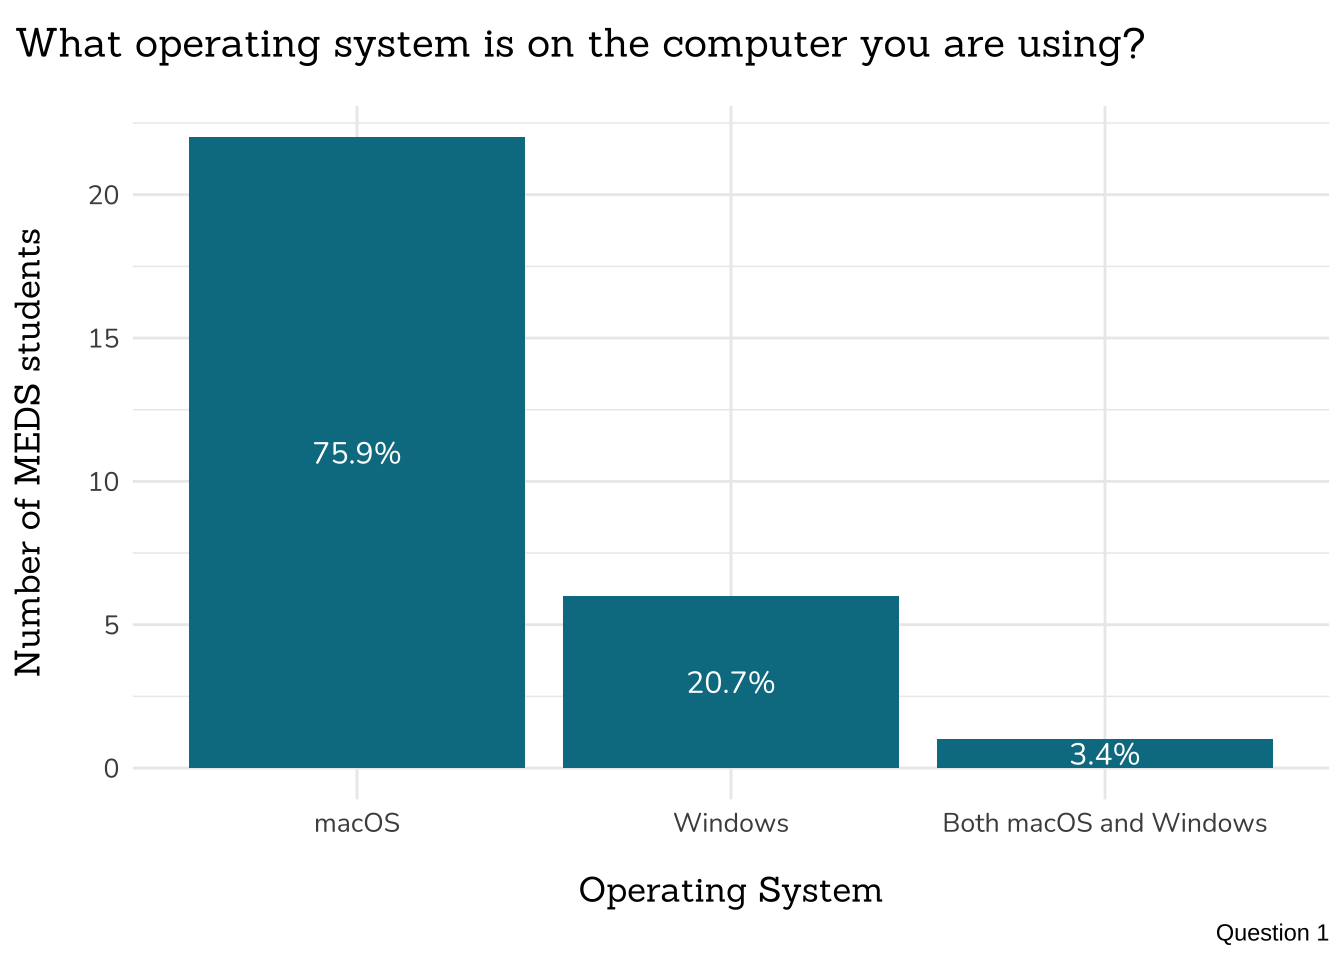 What operating system is on the computer you are using?
Number of MEDS students
20
15
10
5
0
75.9%
20.7%
3.4%
macOS
Windows
Both macOS and Windows
Operating System
Question 1